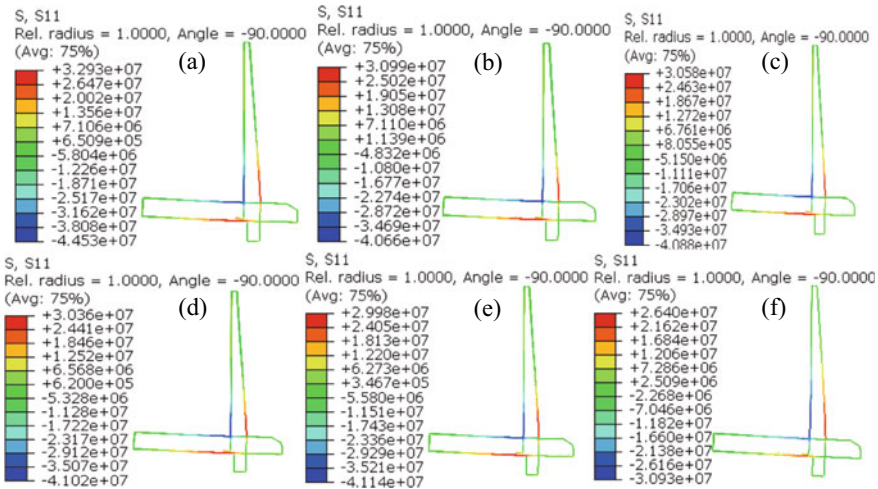 S, S11
Rel. radius = 1.0000, Angle = -90.0000
(Avg: 75%)
(a)
+3.293e+07
+2.647e+07
+2.002e+07
+1.356e+07
+7.106e+06
+6.509e+05
-5.804e+06
-1.226e+07
-1.871e+07
-2.517e+07
-3.162e+07
-3.808e+07
-4.453e+07
S, S11
Rel. radius = 1.0000, Angle = -90.0000
(Avg: 75%)
(b)
+3.099e+07
+2.502e+07
+1.905e+07
+1.308e+07
+7.110e+06
+1.139e+06
-4.832e+06
-1.080e+07
-1.677e+07
-2.274e+07
-2.872e+07
-3.469e+07
-4.066e+07
S, S11
Rel. radius = 1.0000, Angle = -90.0000
(Avg: 75%)
(c)
+3.058e+07
+2.463e+07
+1.867e+07
+1.272e+07
+6.761e+06
+8.055e+05
-5.150e+06
-1.111e+07
-1.706e+07
-2.302e+07
-2.897e+07
-3.493e+07
-4.088e+07
S, S11
Rel. radius = 1.0000, Angle = -90.0000
(Avg: 75%)
(d)
+3.036e+07
+2.441e+07
+1.846e+07
+1.252e+07
+6.568e+06
+6.200e+05
-5.328e+06
-1.128e+07
-1.722e+07
-2.317e+07
-2.912e+07
-3.507e+07
-4.102e+07
S, S11
Rel. radius = 1.0000, Angle = -90.0000
(Avg: 75%)
(e)
+2.998e+07
+2.405e+07
+1.813e+07
+1.220e+07
+6.273e+06
+3.467e+05
-5.580e+06
-1.151e+07
-1.743e+07
-2.336e+07
-2.929e+07
-3.521e+07
-4.114e+07
S, S11
Rel. radius = 1.0000, Angle = -90.0000
(Avg: 75%)
(f)
+2.640e+07
+2.162e+07
+1.684e+07
+1.206e+07
+7.286e+06
+2.509e+06
-2.268e+06
-7.046e+06
-1.182e+07
-1.660e+07
-2.138e+07
-2.616e+07
-3.093e+07